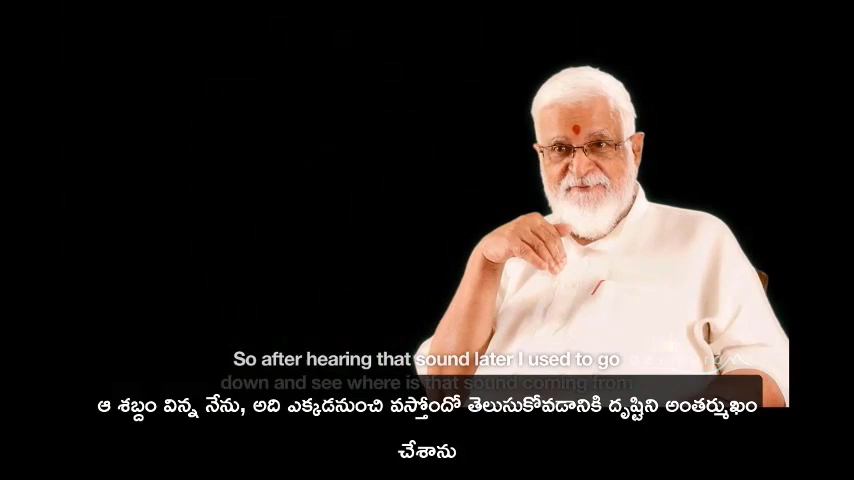 So after hearing that sound later I used to go
down and see where is that sound coming from
ఆ శబ్దం విన్న నేను, అది ఎక్కడనుంచి వస్తోందో తెలుసుకోవడానికి దృష్టిని అంతర్ముఖం
చేశాను